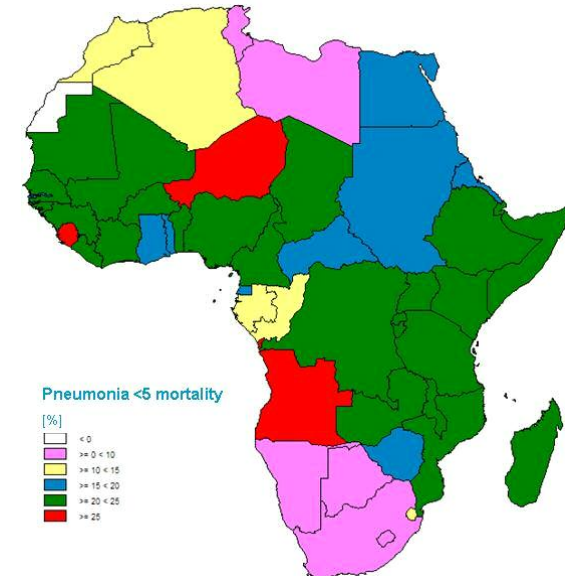 Pneumonia <5 mortality
[%]
< 0
>= 0 < 10
>= 10 < 15
>= 15 < 20
>= 20 < 25
>= 25